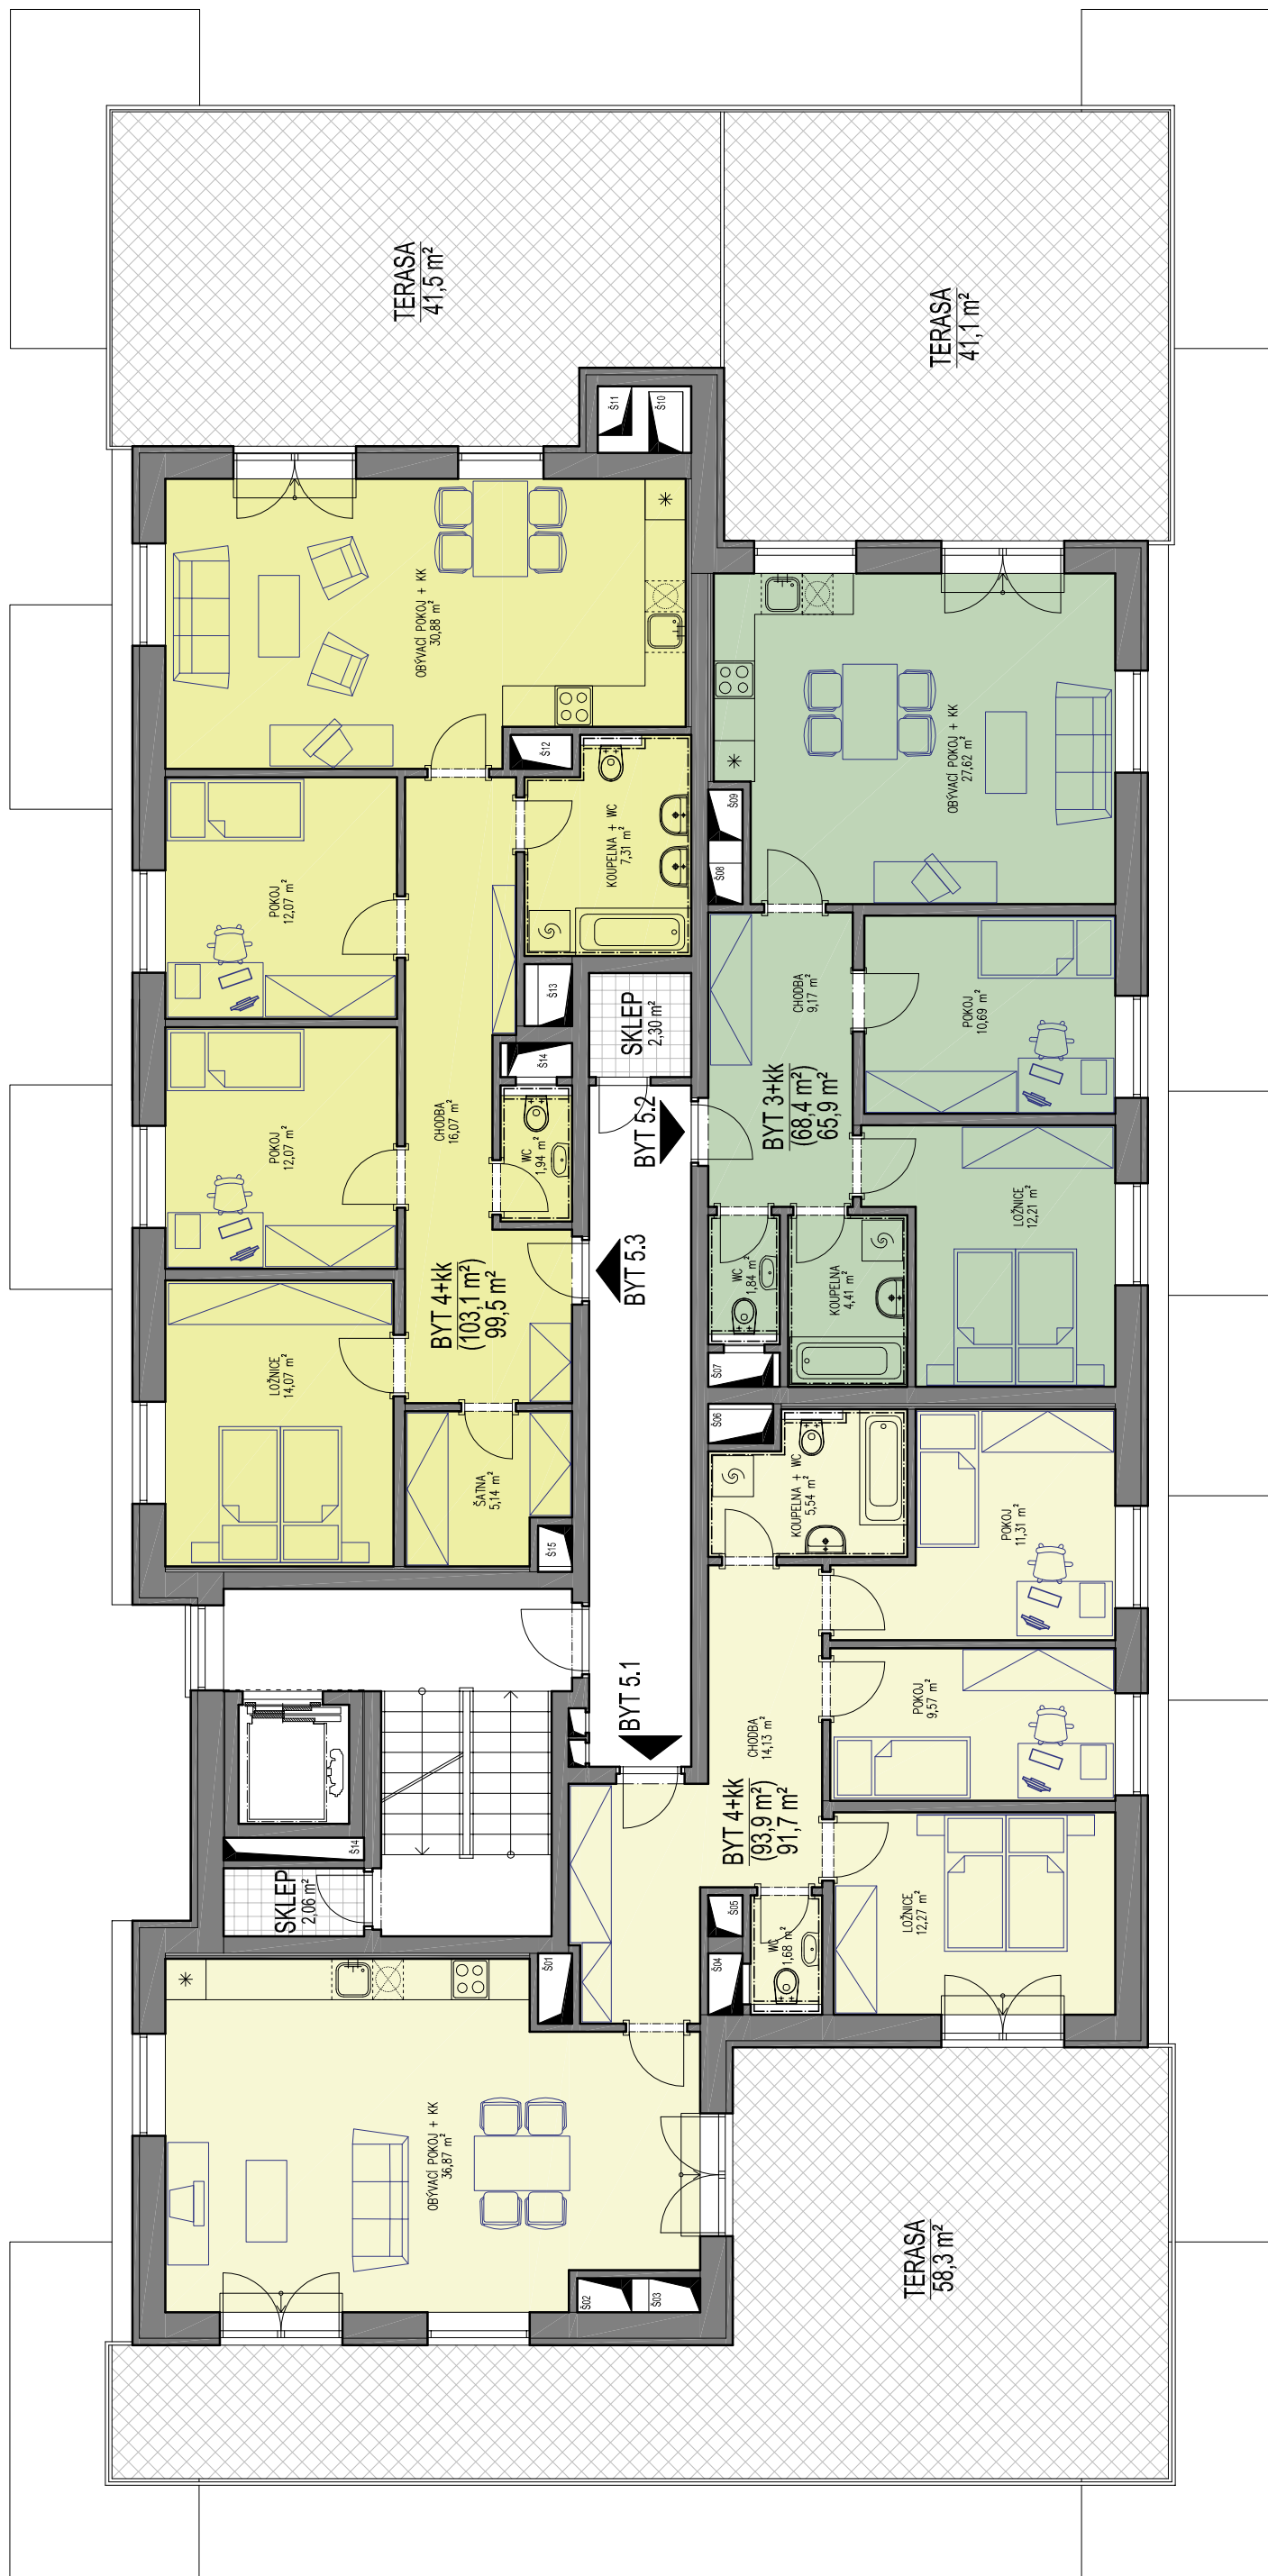 TERASA
41,5 m²
TERASA
41,1 m²
Š11
Š10
OBÝVACÍ POKOJ + KK
30,88 m²
Š12
KOUPELNA + WC
7,31 m²
OBÝVACÍ POKOJ + KK
27,62 m²
Š09
Š08
POKOJ
12,07 m²
Š13
SKLEP
2,30 m²
CHODBA
9,17 m²
POKOJ
10,69 m²
CHODBA
16,07 m²
Š14
WC
1,94 m²
BYT 5.2
BYT 3+kk
(68,4 m²)
65,9 m²
POKOJ
12,07 m²
LOŽNICE
12,21 m²
BYT 4+kk
(103,1 m²)
99,5 m²
BYT 5.3
WC
1,84 m²
KOUPELNA
4,41 m²
LOŽNICE
14,07 m²
Š07
Š06
ŠATNA
5,14 m²
Š15
KOUPELNA + WC
5,54 m²
POKOJ
11,31 m²
BYT 5.1
CHODBA
14,13 m²
POKOJ
9,57 m²
BYT 4+kk
(93,9 m²)
91,7 m²
Š14
SKLEP
2,06 m²
Š05
Š04
WC
1,68 m²
LOŽNICE
12,27 m²
Š01
OBÝVACÍ POKOJ + KK
36,87 m²
Š02
Š03
TERASA
58,3 m²